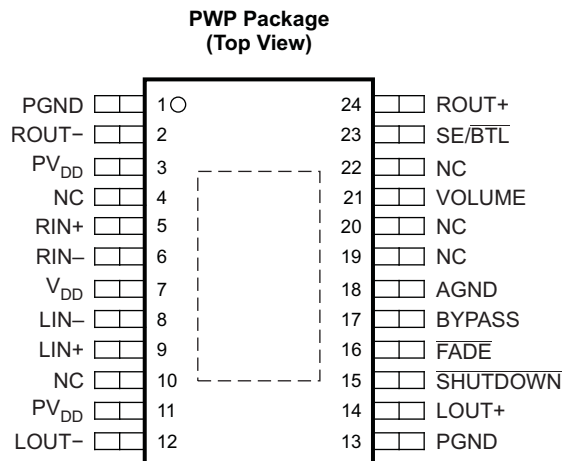 PWP Package
(Top View)
PGND 1 24 ROUT+
ROUT− 2 23 SE/BTL
PVDD 3 22 NC
NC 4 21 VOLUME
RIN+ 5 20 NC
RIN− 6 19 NC
VDD 7 18 AGND
LIN− 8 17 BYPASS
LIN+ 9 16 FADE
NC 10 15 SHUTDOWN
PVDD 11 14 LOUT+
LOUT− 12 13 PGND